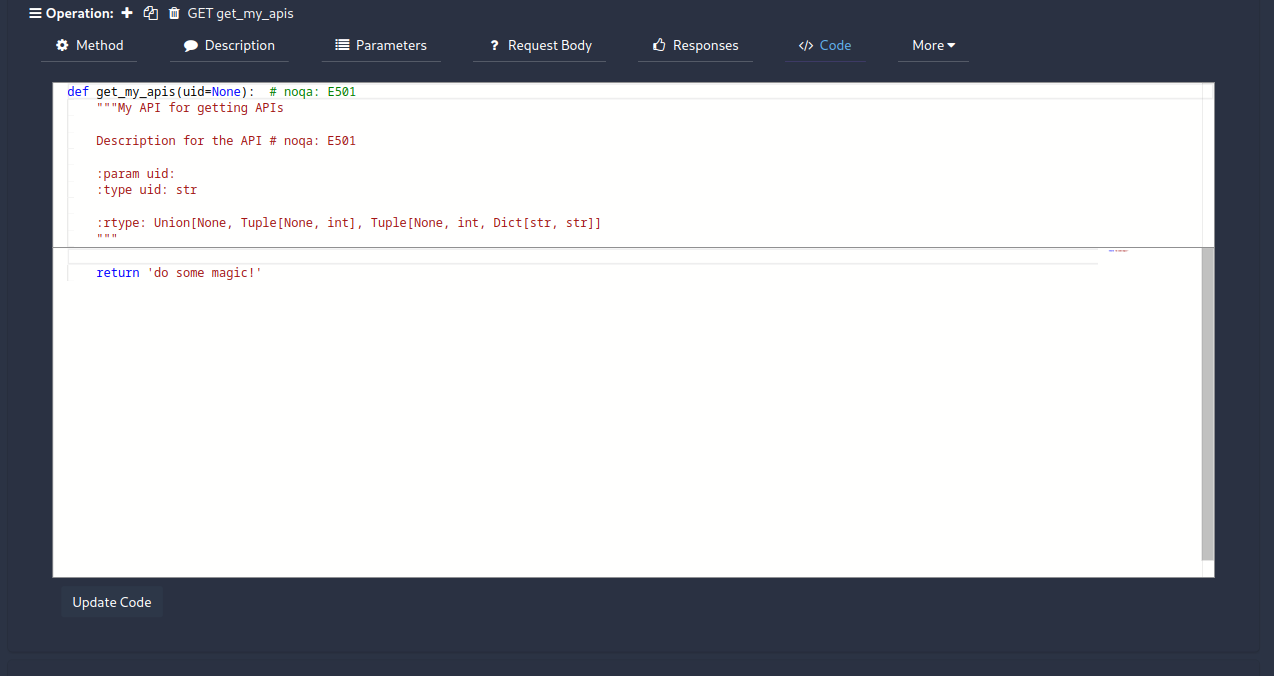 Operation: GET get_my_apis
Method Description Parameters ? Request Body Responses </> Code More
def get_my_apis(uid=None):  # noqa: E501
    """My API for getting APIs
    Description for the API # noqa: E501
    :param uid:
    :type uid: str
    :rtype: Union[None, Tuple[None, int], Tuple[None, int, Dict[str, str]]
    """
    return 'do some magic!'
Update Code